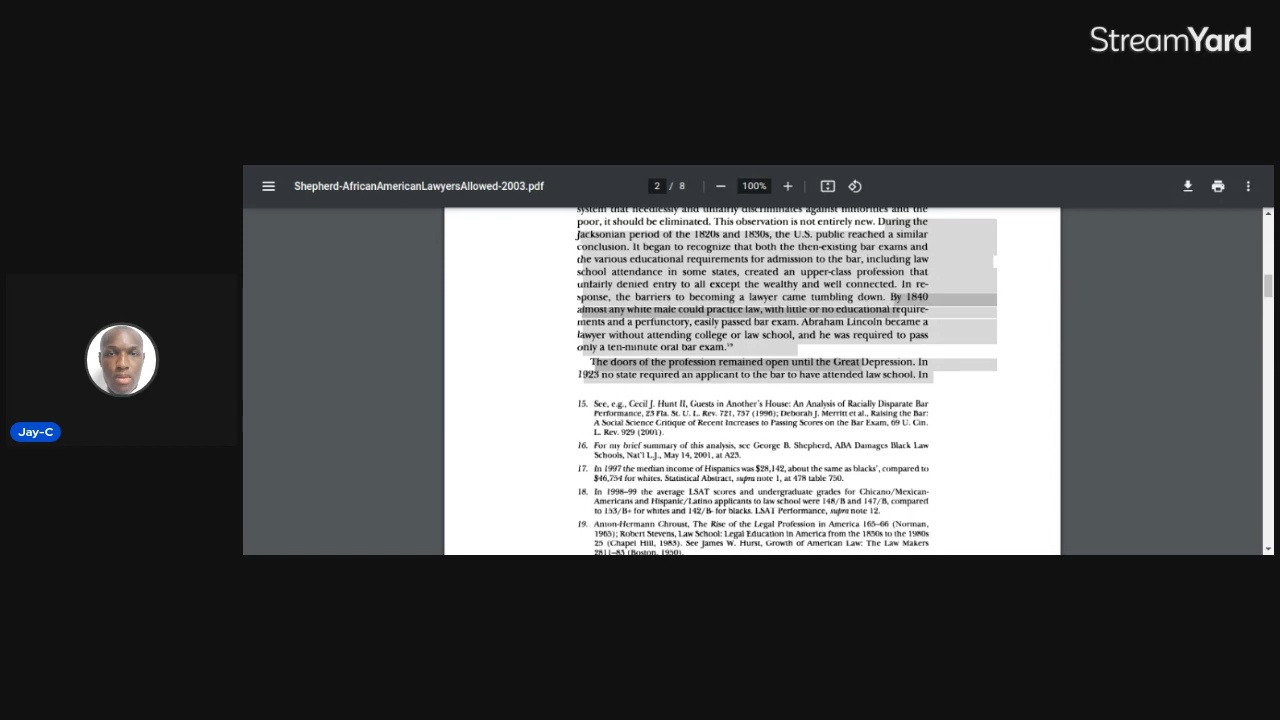 StreamYard
Shepherd-AfricanAmericanLawyersAllowed-2003.pdf
2 / 8
100%
system that needlessly and unfairly discriminates against minorities and the
poor, it should be eliminated. This observation is not entirely new. During the
Jacksonian period of the 1820s and 1830s, the U.S. public reached a similar
conclusion. It began to recognize that both the then-existing bar exams and
the various educational requirements for admission to the bar, including law
school attendance in some states, created an upper-class profession that
unfairly denied entry to all except the wealthy and well connected. In re-
sponse, the barriers to becoming a lawyer came tumbling down. By 1840
almost any white male could practice law, with little or no educational require-
ments and a perfunctory, easily passed bar exam. Abraham Lincoln became a
lawyer without attending college or law school, and he was required to pass
only a ten-minute oral bar exam.19
The doors of the profession remained open until the Great Depression. In
1923 no state required an applicant to the bar to have attended law school. In
15. See, e.g., Cecil J. Hunt II, Guests in Another's House: An Analysis of Racially Disparate Bar
Performance, 23 Fla. St. U. L. Rev. 721, 757 (1996); Deborah J. Merritt et al., Raising the Bar:
A Social Science Critique of Recent Increases to Passing Scores on the Bar Exam, 69 U. Cin.
L. Rev. 929 (2001).
16. For my brief summary of this analysis, see George B. Shepherd, ABA Damages Black Law
Schools, Nat'l L.J., May 14, 2001, at A23.
17. In 1997 the median income of Hispanics was $28,142, about the same as blacks', compared to
$46,754 for whites. Statistical Abstract, supra note 1, at 478 table 750.
18. In 1998-99 the average LSAT scores and undergraduate grades for Chicano/Mexican-
Americans and Hispanic/Latino applicants to law school were 148/B and 147/B, compared
to 153/B+ for whites and 142/B- for blacks. LSAT Performance, supra note 12.
19. Anton-Hermann Chroust, The Rise of the Legal Profession in America 165-66 (Norman,
1965); Robert Stevens, Law School: Legal Education in America from the 1850s to the 1980s
25 (Chapel Hill, 1983). See James W. Hurst, Growth of American Law: The Law Makers
2811-83 (Boston, 1950).
Jay-C